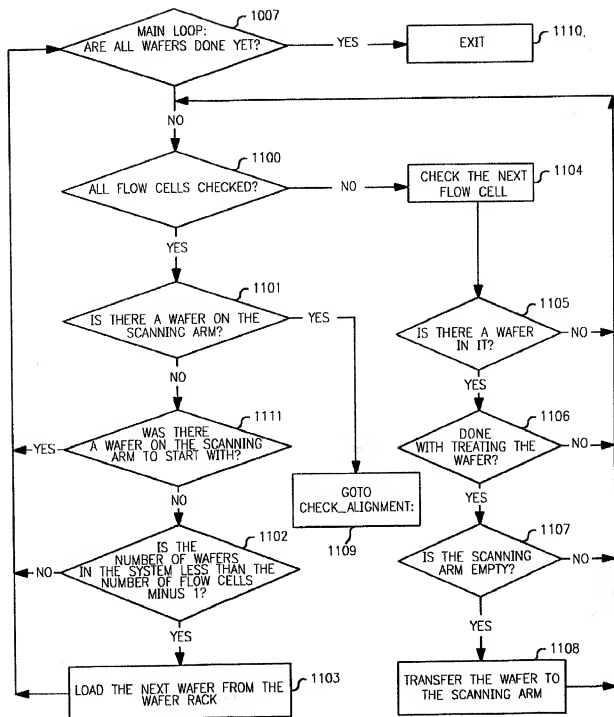 1007
MAIN LOOP:
ARE ALL WAFERS DONE YET?
YES
EXIT
1110.
NO
1100
ALL FLOW CELLS CHECKED?
NO
CHECK THE NEXT
FLOW CELL
1104
YES
1101
IS THERE A WAFER ON THE
SCANNING ARM?
YES
1105
IS THERE A WAFER
IN IT?
NO
NO
YES
1111
WAS THERE
A WAFER ON THE SCANNING
ARM TO START WITH?
YES
1106
DONE
WITH TREATING THE
WAFER?
NO
NO
YES
GOTO
CHECK_ALIGNMENT:
1109
1102
IS THE
NUMBER OF WAFERS
IN THE SYSTEM LESS THAN THE
NUMBER OF FLOW CELLS
MINUS 1?
NO
1107
IS THE SCANNING
ARM EMPTY?
NO
YES
YES
1103
LOAD THE NEXT WAFER FROM THE
WAFER RACK
1108
TRANSFER THE WAFER TO
THE SCANNING ARM